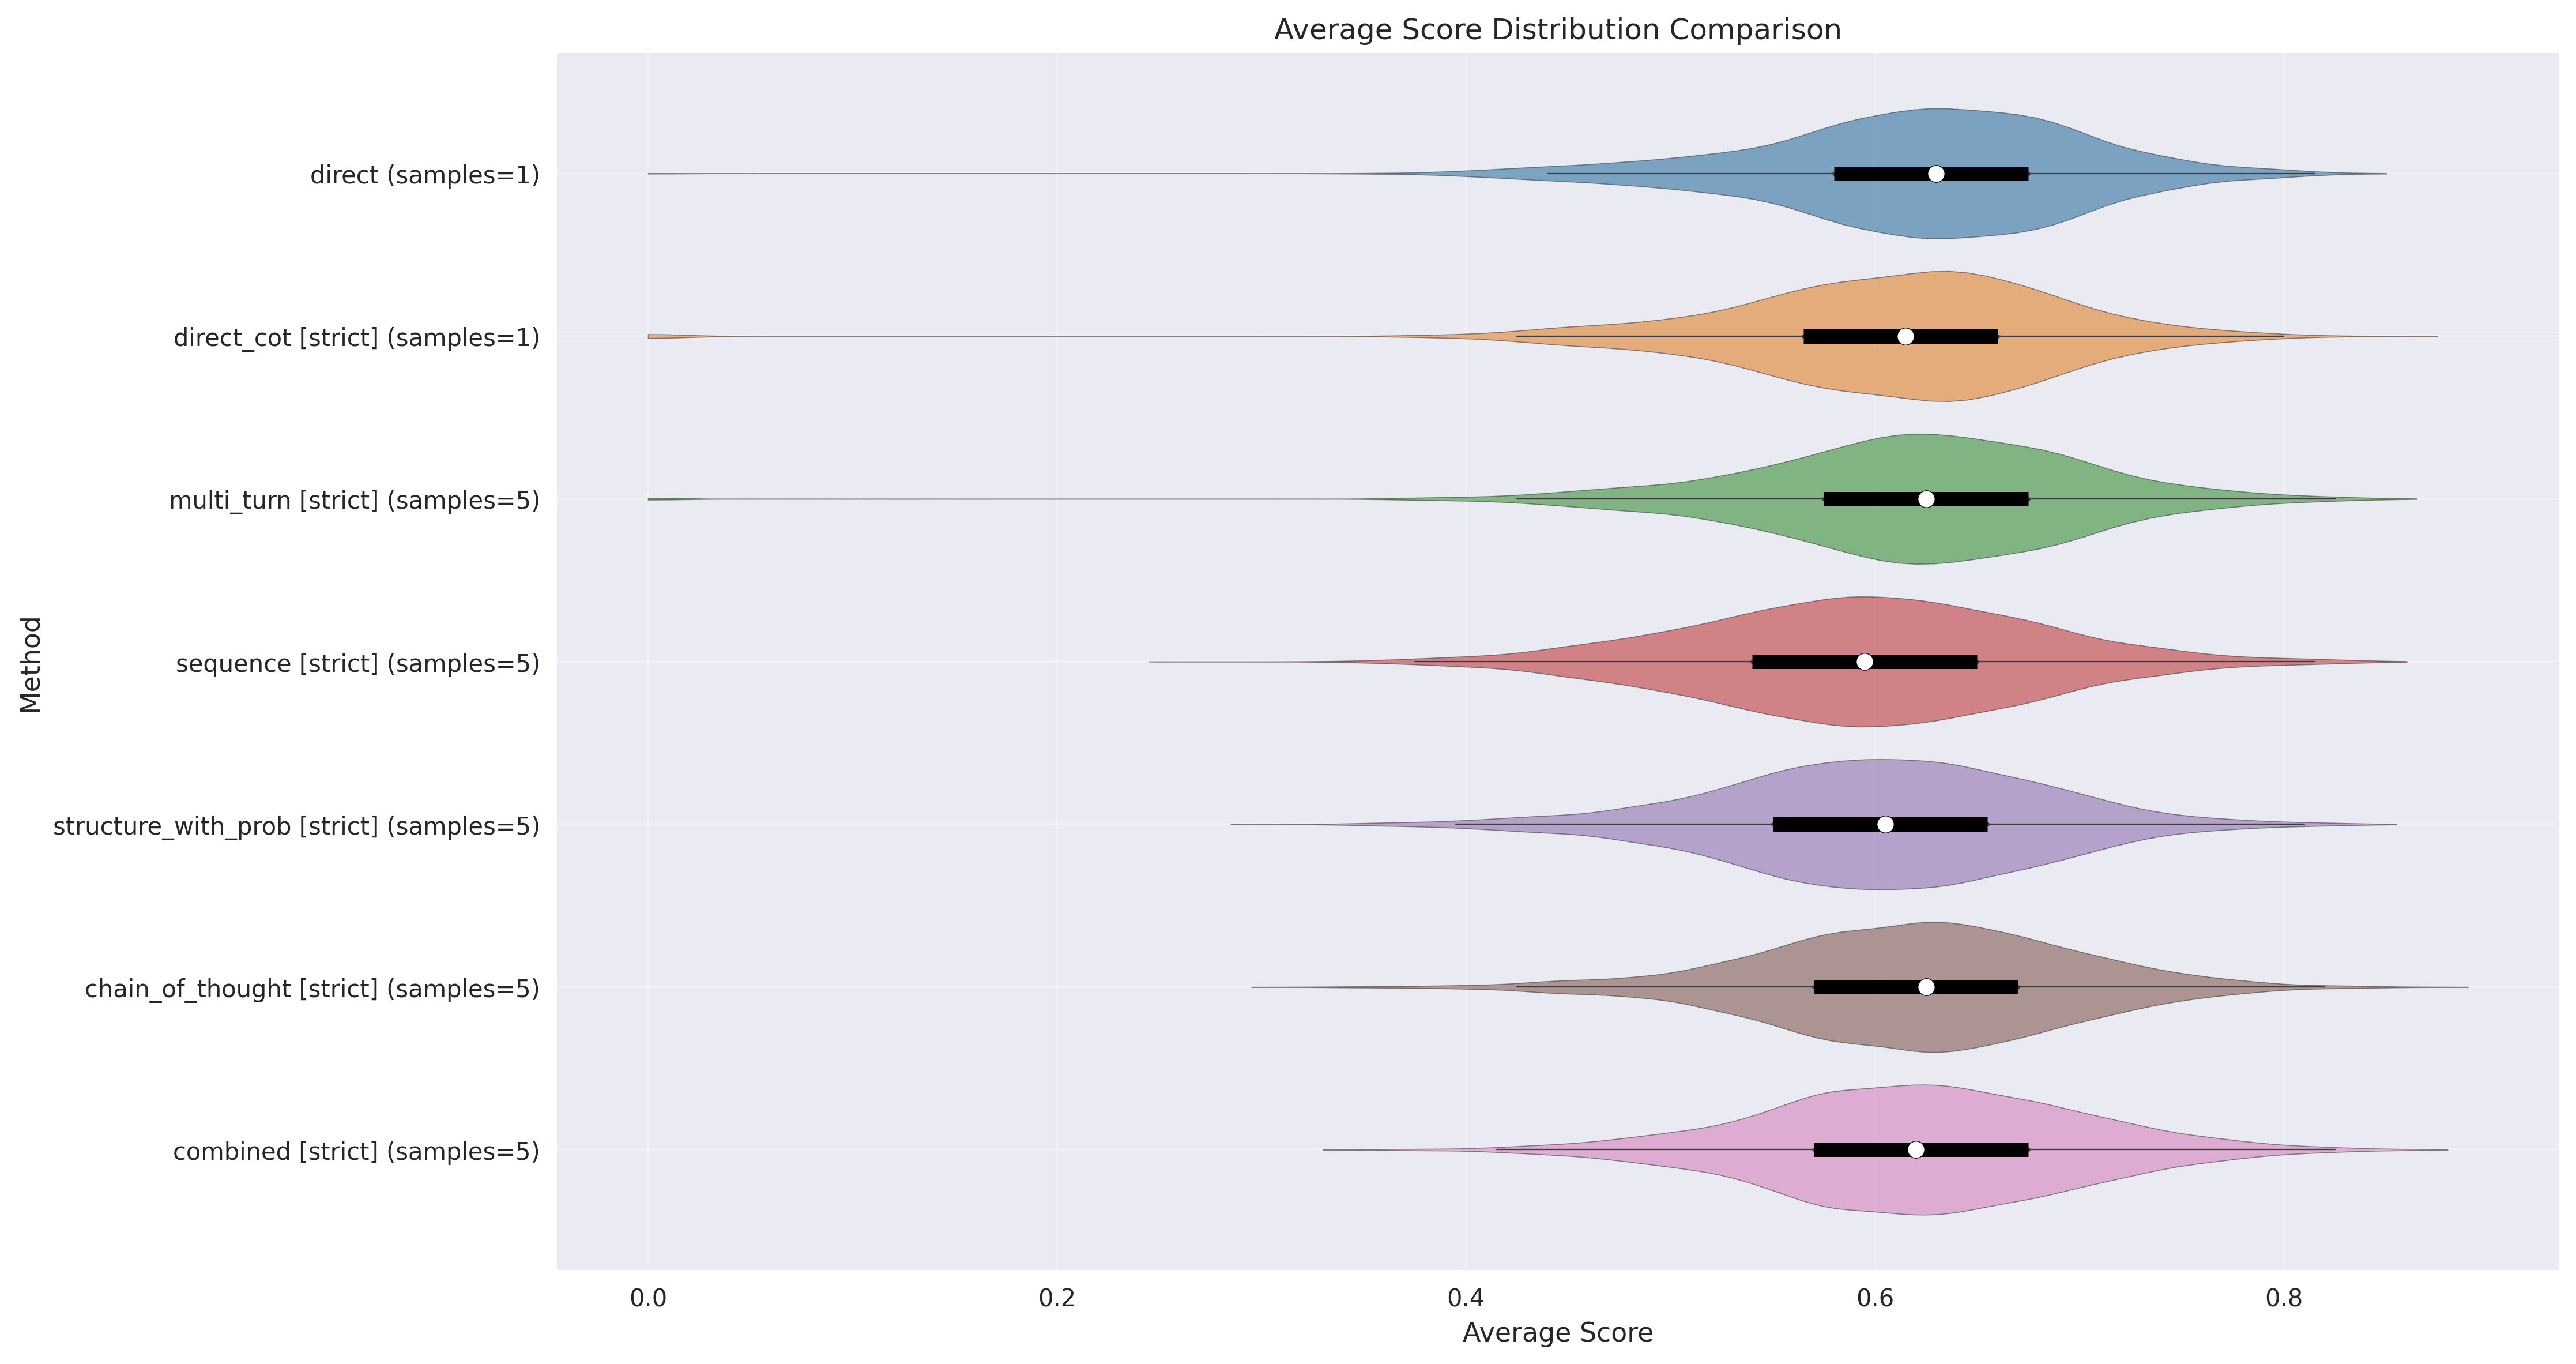 Average Score Distribution Comparison
Method
direct (samples=1)
direct_cot [strict] (samples=1)
multi_turn [strict] (samples=5)
sequence [strict] (samples=5)
structure_with_prob [strict] (samples=5)
chain_of_thought [strict] (samples=5)
combined [strict] (samples=5)
0.0 0.2 0.4 0.6 0.8
Average Score